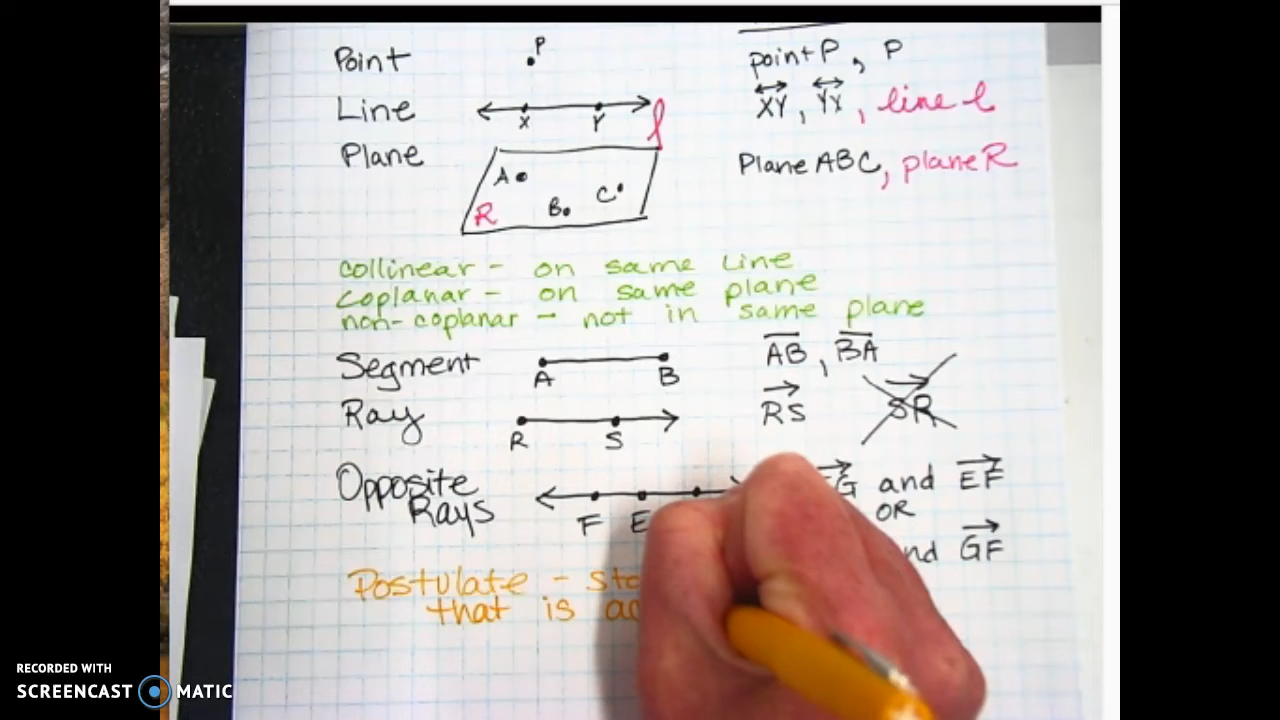 Point P point P, P
Line X Y l XY, YX, line l
Plane A B C R Plane ABC, plane R
collinear - on same line
coplanar - on same plane
non-coplanar - not in same plane
Segment A B AB, BA
Ray R S RS SR
Opposite Rays F E G and EF
OR
GF
Postulate -
that is
RECORDED WITH
SCREENCAST MATIC